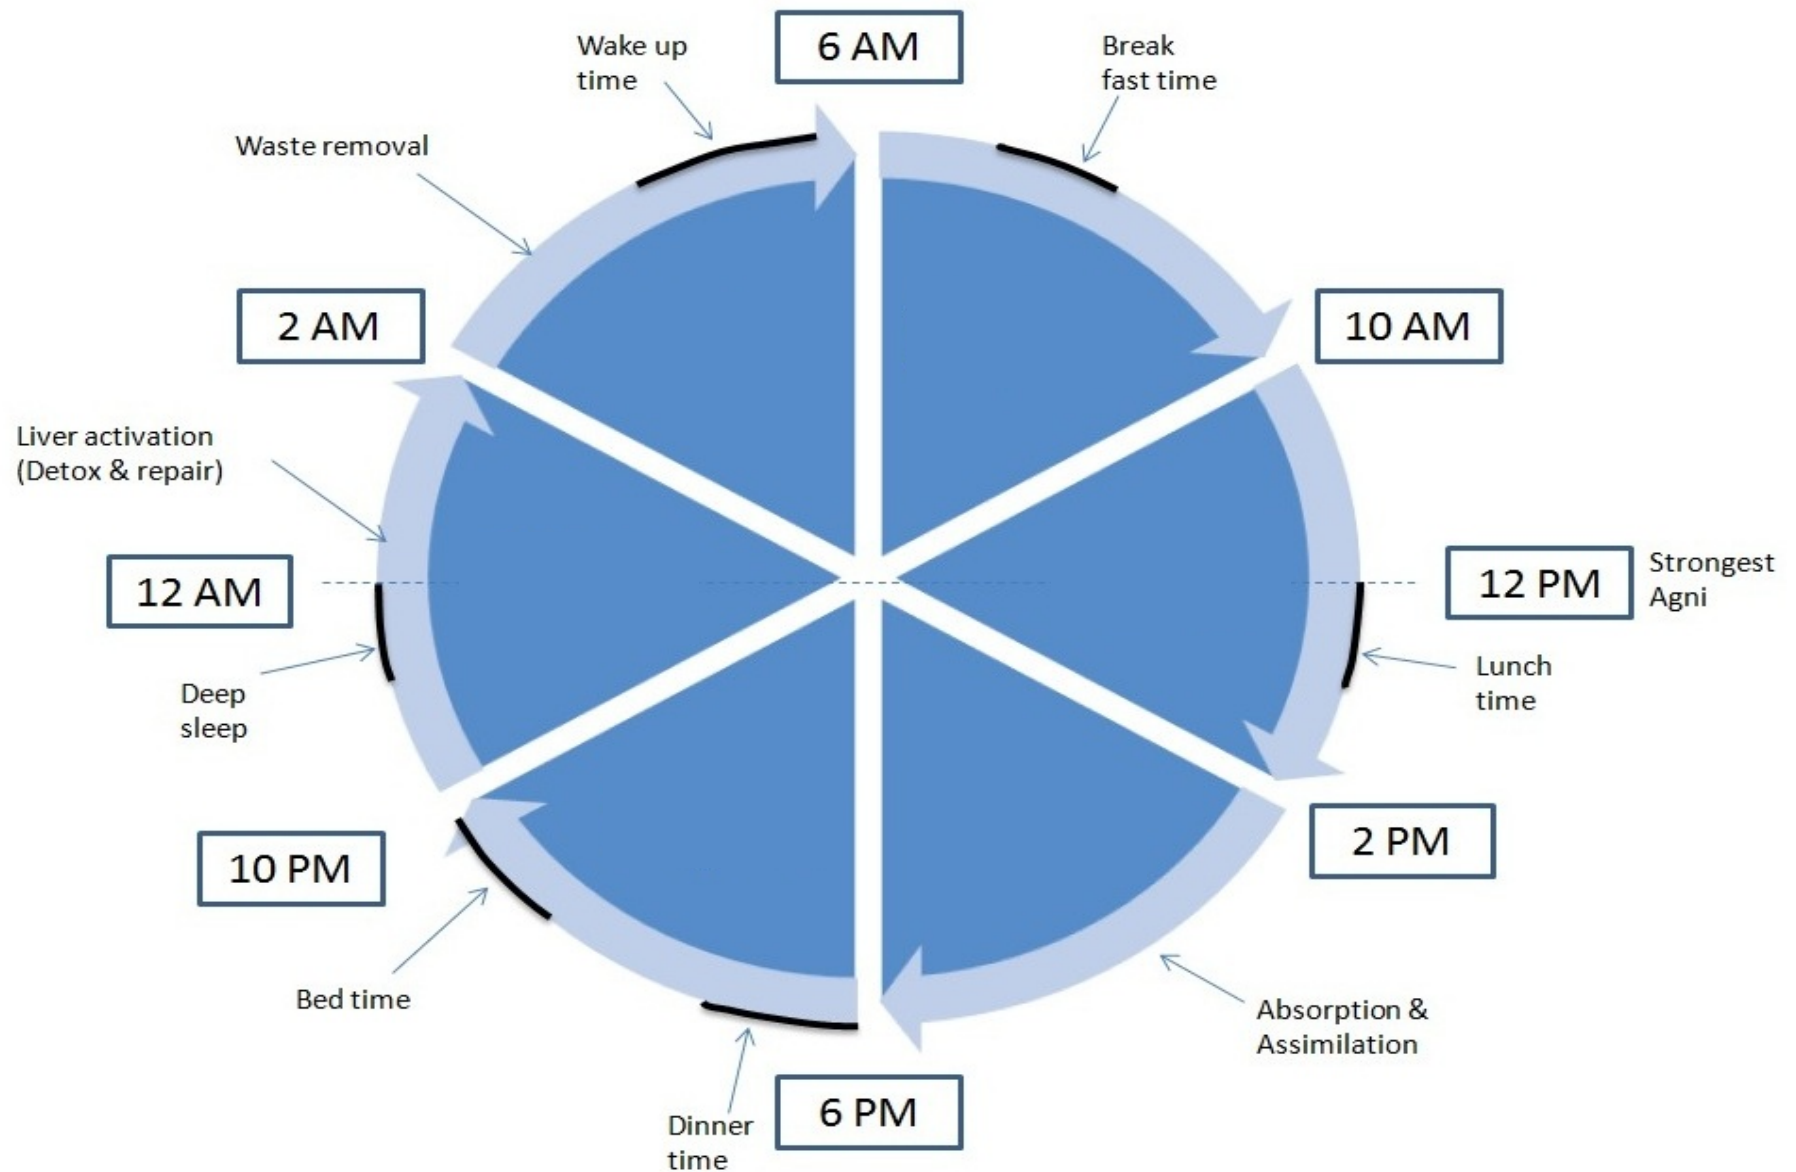 6 AM
Wake up
time
Break
fast time
Waste removal
2 AM
10 AM
Liver activation
(Detox & repair)
12 AM
12 PM
Strongest
Agni
Deep
sleep
Lunch
time
10 PM
2 PM
Bed time
Absorption &
Assimilation
6 PM
Dinner
time